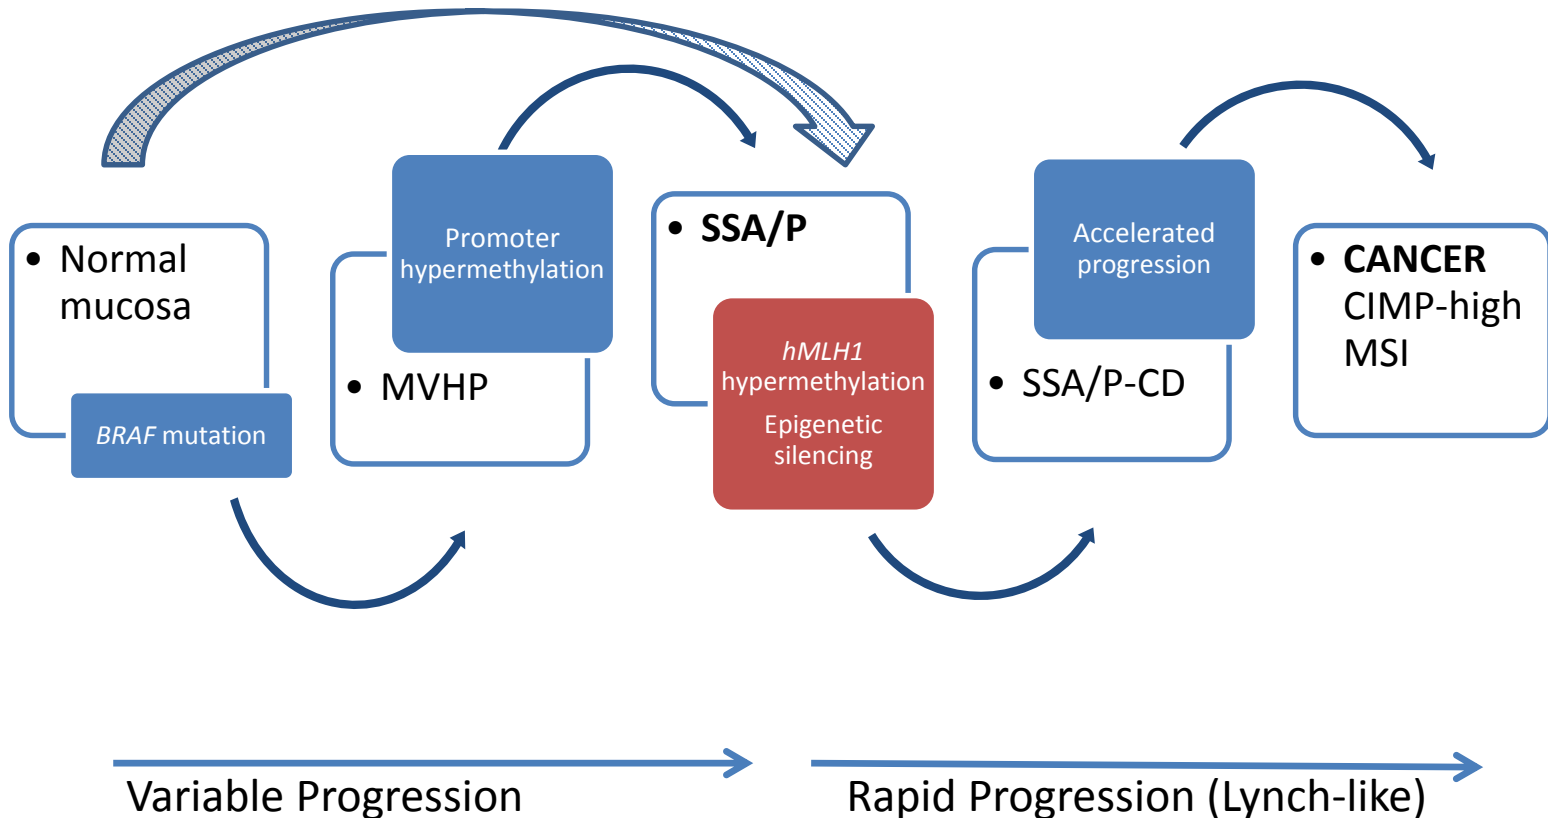 • Normal
mucosa
BRAF mutation
Promoter
hypermethylation
• MVHP
• SSA/P
hMLH1
hypermethylation
Epigenetic
silencing
Accelerated
progression
• SSA/P-CD
• CANCER
CIMP-high
MSI
Variable Progression
Rapid Progression (Lynch-like)